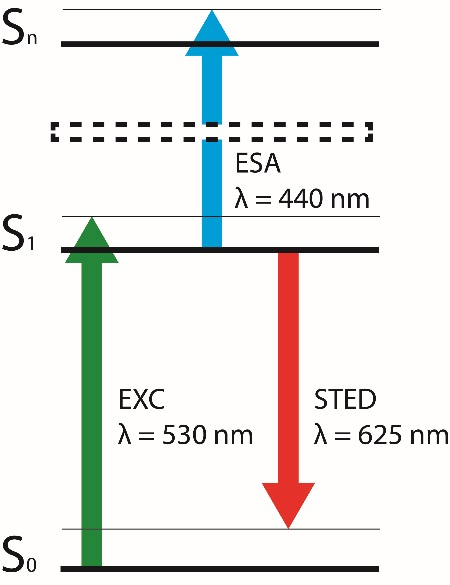 Sn
ESA
λ = 440 nm
S1
EXC
λ = 530 nm
STED
λ = 625 nm
S0